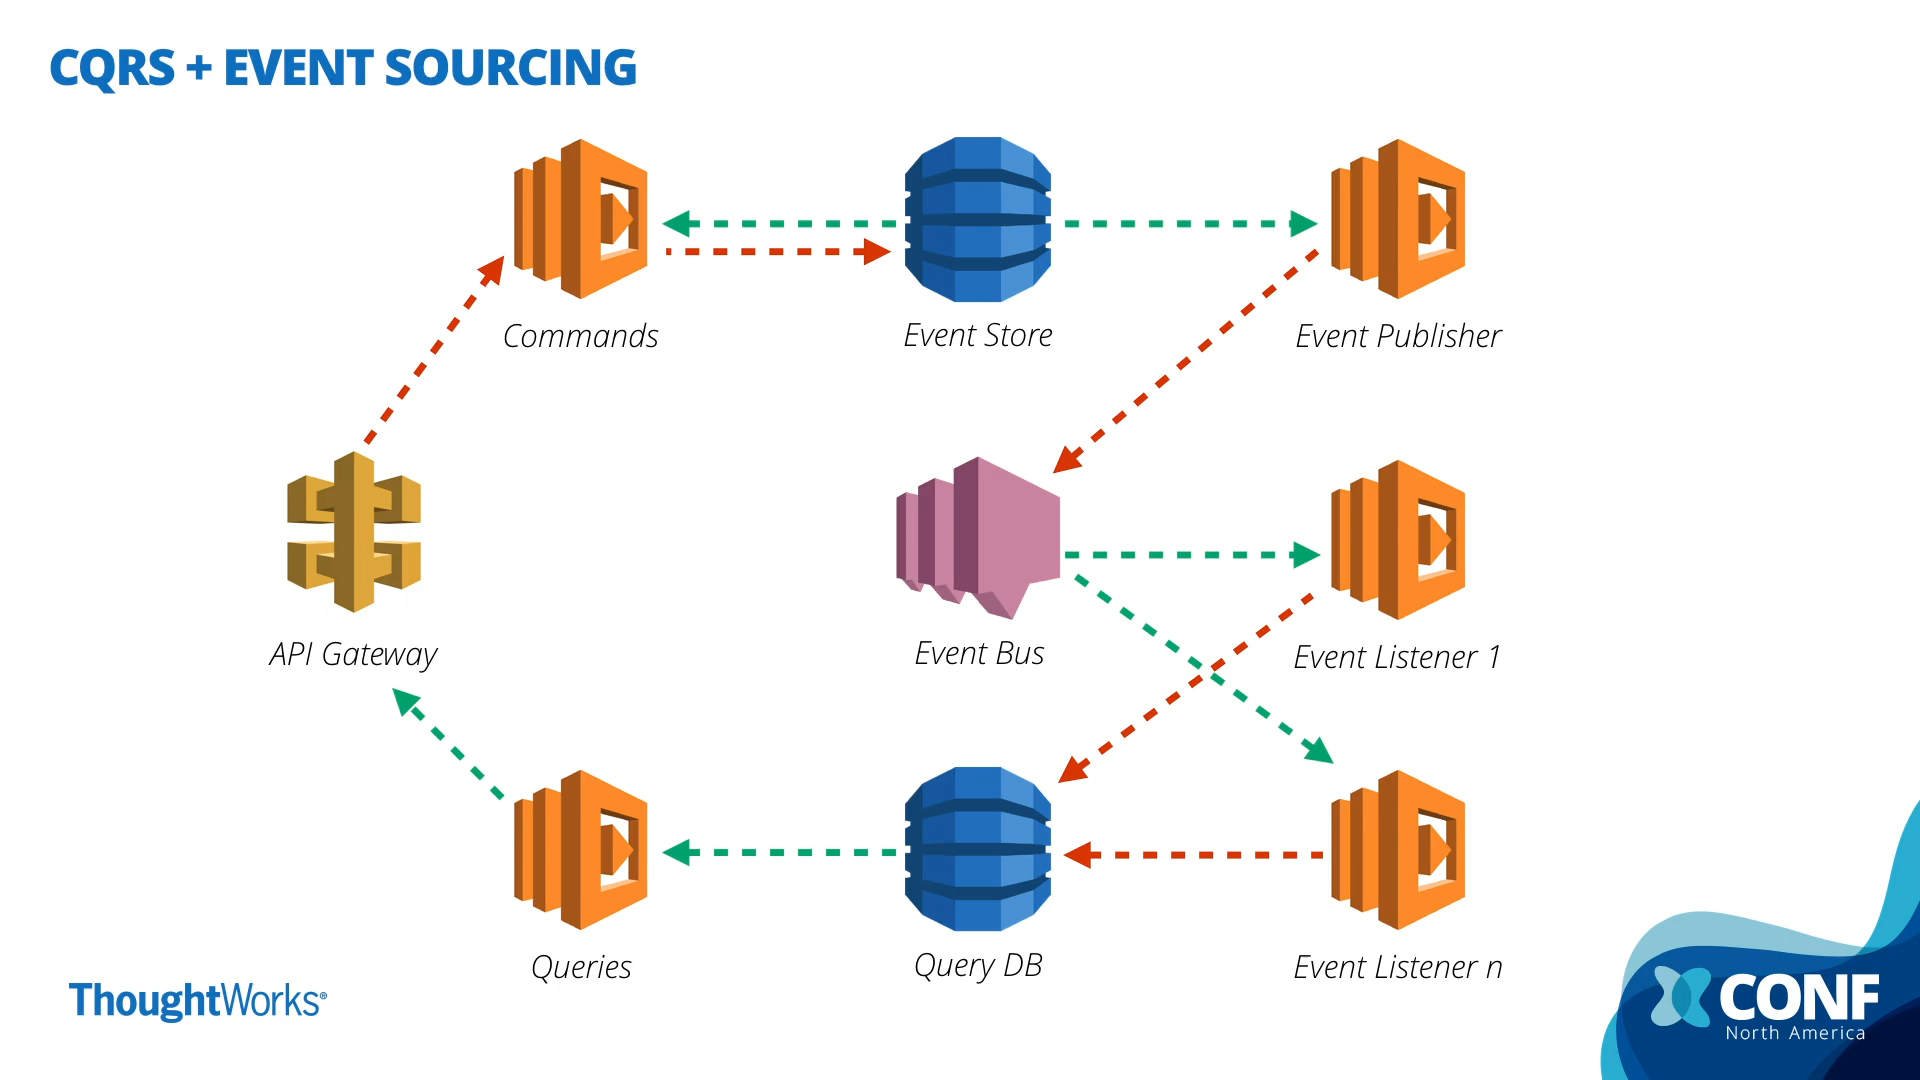 CQRS + EVENT SOURCING
Commands
Event Store
Event Publisher
API Gateway
Event Bus
Event Listener 1
Queries
Query DB
Event Listener n
ThoughtWorks®
XCONF
North America